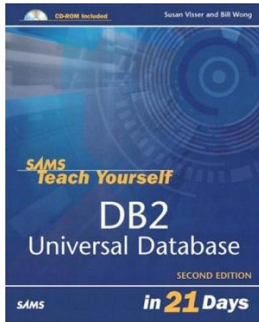 CD-ROM Included
Susan Visser and Bill Wong
SAMS
Teach Yourself
DB2
Universal Database
SECOND EDITION
SAMS
in 21 Days